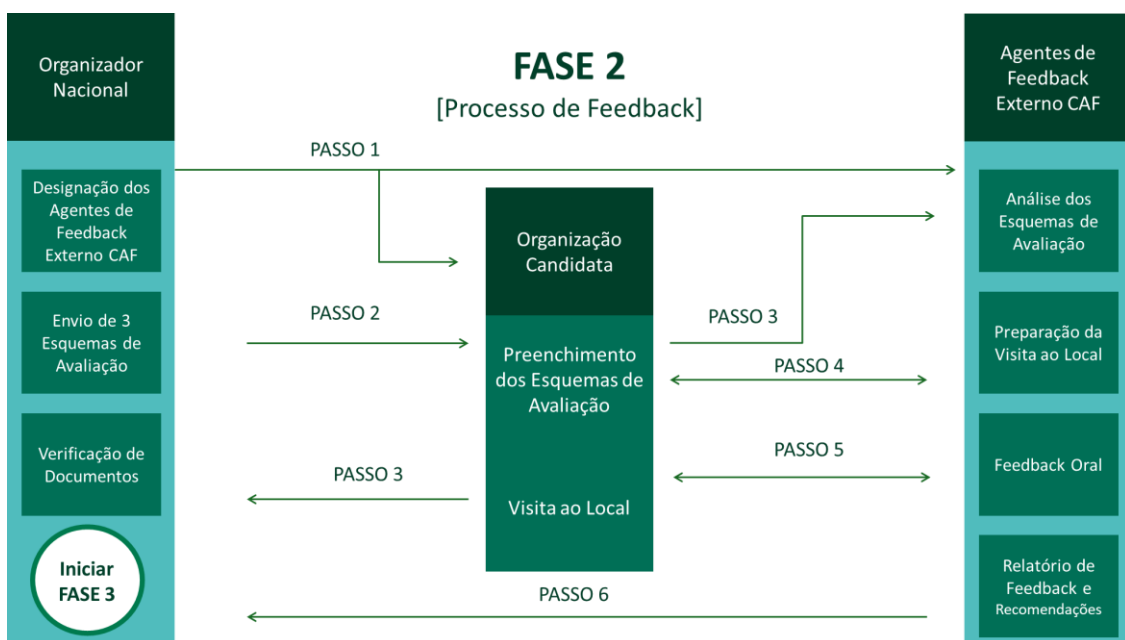 Organizador
Nacional
FASE 2
[Processo de Feedback]
Agentes de
Feedback
Externo CAF
PASSO 1
Designação dos
Agentes de
Feedback
Externo CAF
Organização
Candidata
Análise dos
Esquemas de
Avaliação
Envio de 3
Esquemas de
Avaliação
PASSO 2
PASSO 3
Preenchimento
dos Esquemas de
Avaliação
PASSO 4
Preparação da
Visita ao Local
Verificação de
Documentos
PASSO 3
Visita ao Local
PASSO 5
Feedback Oral
Iniciar
FASE 3
PASSO 6
Relatório de
Feedback e
Recomendações